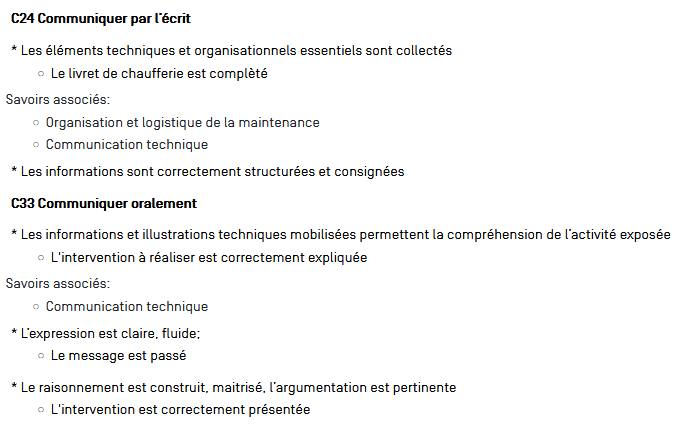 C24 Communiquer par l'écrit
* Les éléments techniques et organisationnels essentiels sont collectés
○ Le livret de chaufferie est complèté
Savoirs associés:
○ Organisation et logistique de la maintenance
○ Communication technique
* Les informations sont correctement structurées et consignées
C33 Communiquer oralement
* Les informations et illustrations techniques mobilisées permettent la compréhension de l'activité exposée
○ L'intervention à réaliser est correctement expliquée
Savoirs associés:
○ Communication technique
* L'expression est claire, fluide;
○ Le message est passé
* Le raisonnement est construit, maitrisé, l'argumentation est pertinente
○ L'intervention est correctement présentée